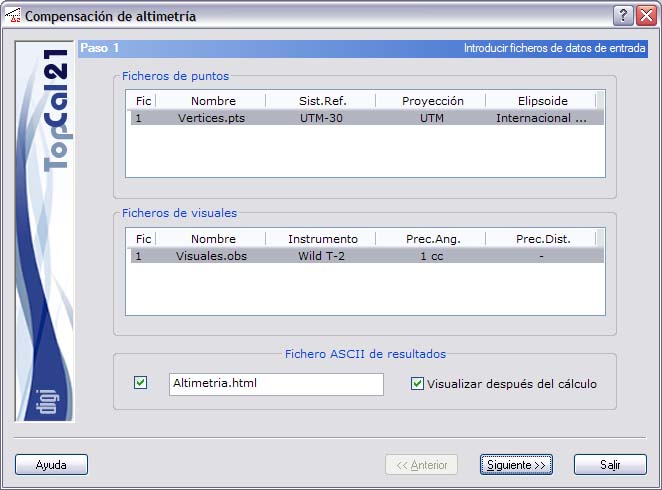 Compensación de altimetría
Paso 1 Introducir ficheros de datos de entrada
TopCal 21
digi
Ficheros de puntos
Fic Nombre Sist.Ref. Proyección Elipsoide
1 Vertices.pts UTM-30 UTM Internacional ...
Ficheros de visuales
Fic Nombre Instrumento Prec.Ang. Prec.Dist.
1 Visuales.obs Wild T-2 1 cc -
Fichero ASCII de resultados
Altimetria.html Visualizar después del cálculo
Ayuda << Anterior Siguiente >> Salir